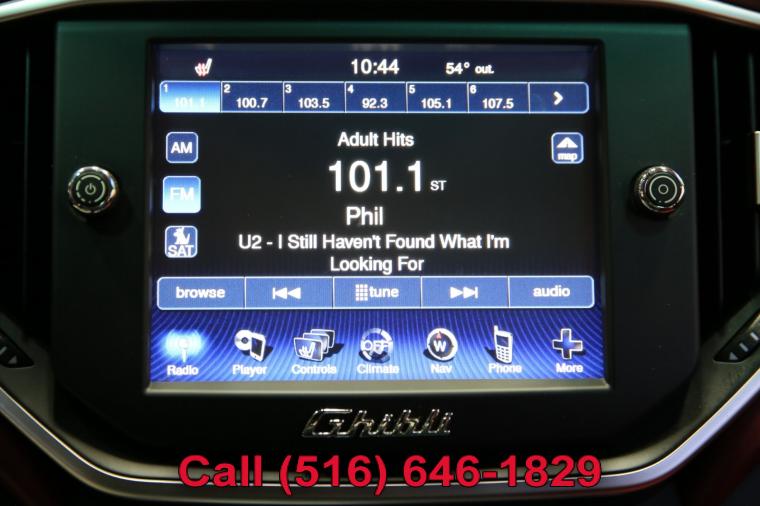 10:44 54° out.
1 101.1 2 100.7 3 103.5 4 92.3 5 105.1 6 107.5
AM Adult Hits map
FM 101.1 ST
Phil
SAT U2 - I Still Haven't Found What I'm
Looking For
browse tune audio
OFF W
Radio Player Controls Climate Nav Phone More
Ghibli
Call (516) 646-1829